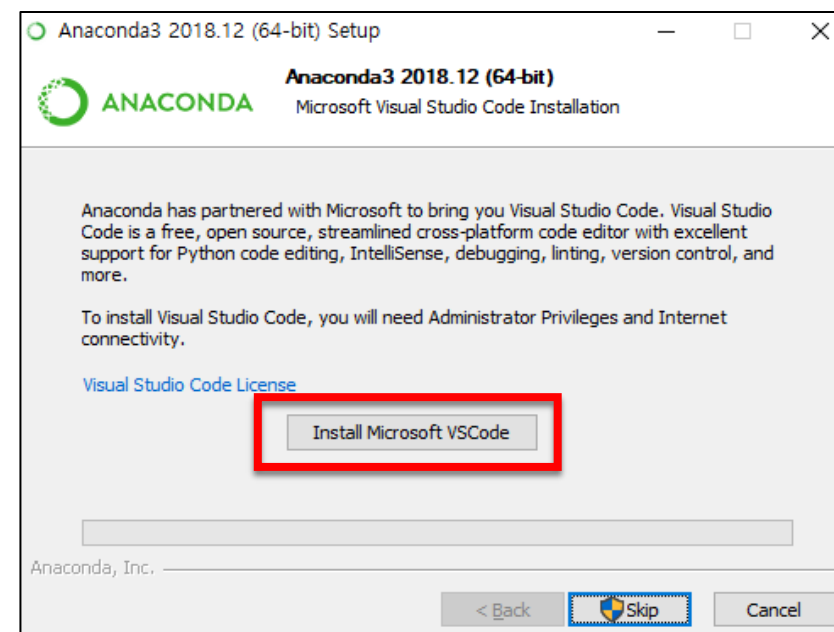 Anaconda3 2018.12 (64-bit) Setup
ANACONDA
Anaconda3 2018.12 (64-bit)
Microsoft Visual Studio Code Installation
Anaconda has partnered with Microsoft to bring you Visual Studio Code. Visual Studio
Code is a free, open source, streamlined cross-platform code editor with excellent
support for Python code editing, IntelliSense, debugging, linting, version control, and
more.
To install Visual Studio Code, you will need Administrator Privileges and Internet
connectivity.
Visual Studio Code License
Install Microsoft VSCode
Anaconda, Inc.
< Back
Skip
Cancel